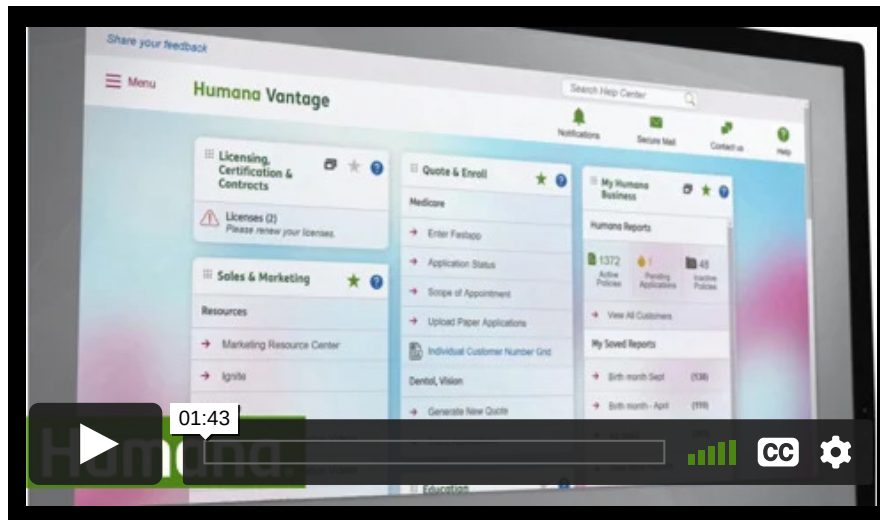 Share your feedback
Menu
Humana Vantage
Search Help Center
Notifications
Secure Mail
Contact us
Help
Licensing,
Certification &
Contracts
Licenses (2)
Please renew your licenses.
Sales & Marketing
Resources
Marketing Resource Center
Ignite
Quote & Enroll
Medicare
Enter Fastapp
Application Status
Scope of Appointment
Upload Paper Applications
Individual Customer Number Grid
Dental, Vision
Generate New Quote
Education
My Humana
Business
Humana Reports
1372
Active
Policies
1
Pending
Applications
48
Inactive
Policies
View All Customers
My Saved Reports
Birth month Sept (138)
Birth month - April
Humana.
01:43
CC